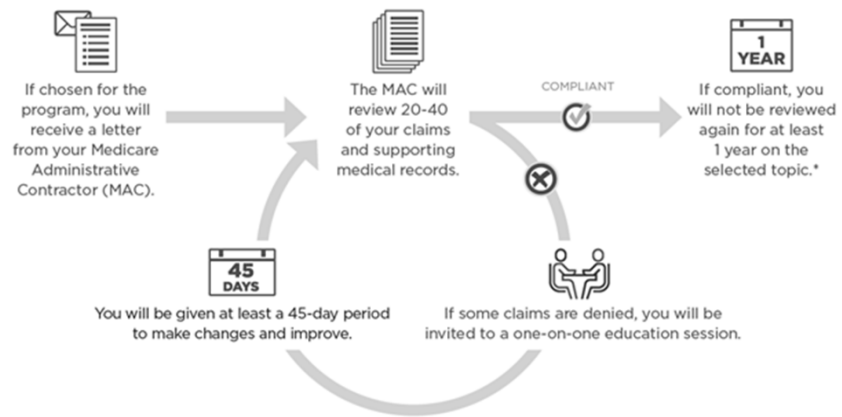 If chosen for the
program, you will
receive a letter
from your Medicare
Administrative
Contractor (MAC).
The MAC will
review 20-40
of your claims
and supporting
medical records.
COMPLIANT
1
YEAR
If compliant, you
will not be reviewed
again for at least
1 year on the
selected topic.*
45
DAYS
You will be given at least a 45-day period
to make changes and improve.
If some claims are denied, you will be
invited to a one-on-one education session.